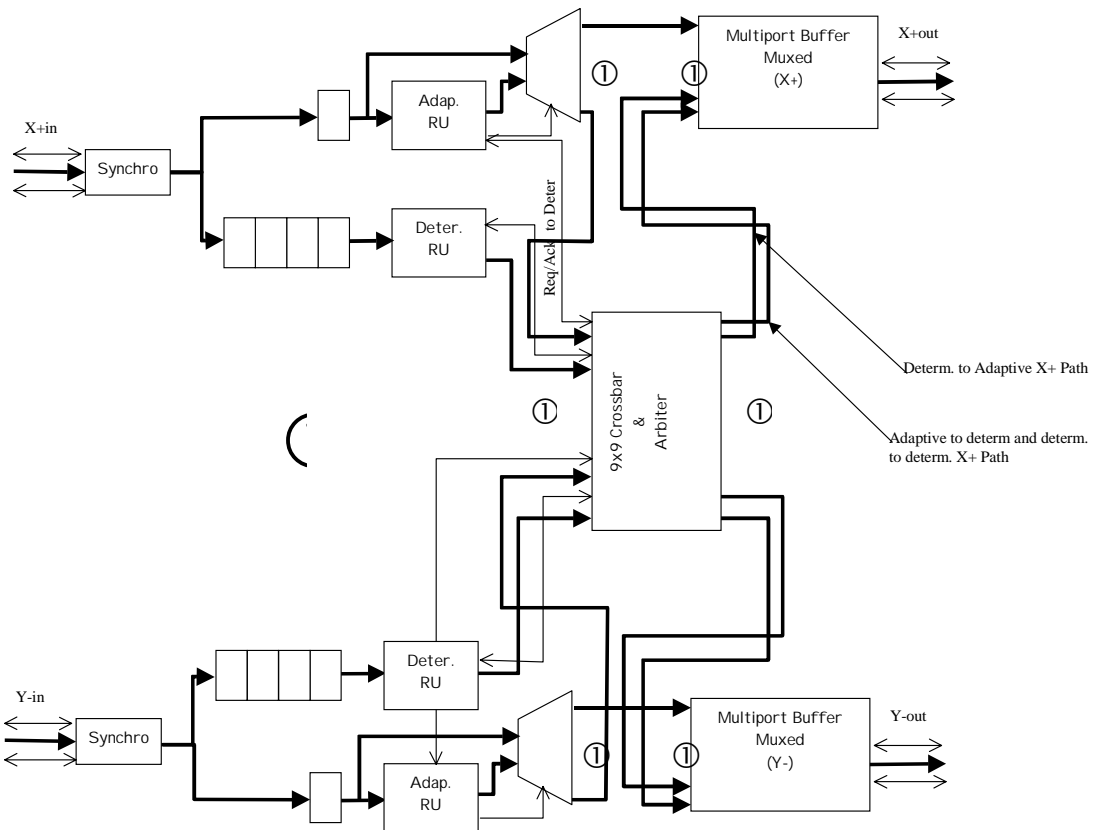 Multiport Buffer
Muxed
(X+)
X+out
①
①
Adap.
RU
X+in
Synchro
Req/Ack to Deter
Deter.
RU
Determ. to Adaptive X+ Path
①
9x9 Crossbar
&
Arbiter
①
Adaptive to determ and determ.
to determ. X+ Path
Deter.
RU
Y-in
Synchro
①
①
Multiport Buffer
Muxed
(Y-)
Y-out
Adap.
RU